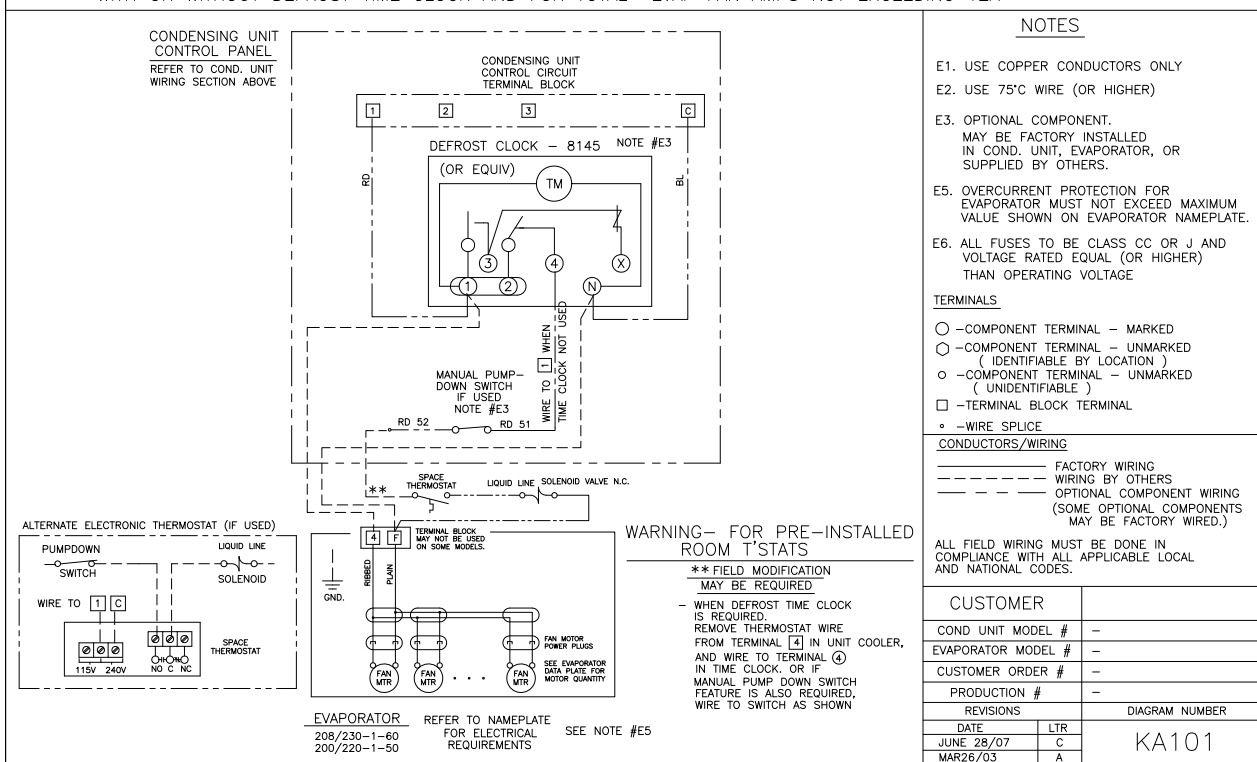 CONDENSING UNIT
CONTROL PANEL
REFER TO COND. UNIT
WIRING SECTION ABOVE
CONDENSING UNIT
CONTROL CIRCUIT
TERMINAL BLOCK
1 2 3 C
DEFROST CLOCK - 8145 NOTE #E3
(OR EQUIV)
TM
RD
BL
3 4 X
1 2 N
WIRE TO 1 WHEN
TIME CLOCK NOT USED
MANUAL PUMP-
DOWN SWITCH
IF USED
NOTE #E3
RD 52 RD 51
**
SPACE
THERMOSTAT
LIQUID LINE SOLENOID VALVE N.C.
4 F
TERMINAL BLOCK
MAY NOT BE USED
ON SOME MODELS.
GND.
RIBBED
PLAIN
FAN MOTOR
POWER PLUGS
SEE EVAPORATOR
DATA PLATE FOR
MOTOR QUANTITY
FAN
MTR
FAN
MTR
. . .
FAN
MTR
EVAPORATOR
208/230-1-60
200/220-1-50
REFER TO NAMEPLATE
FOR ELECTRICAL
REQUIREMENTS
SEE NOTE #E5
ALTERNATE ELECTRONIC THERMOSTAT (IF USED)
PUMPDOWN
SWITCH
LIQUID LINE
SOLENOID
WIRE TO 1 C
SPACE
THERMOSTAT
115V 240V
NO C NC
WARNING- FOR PRE-INSTALLED
ROOM T'STATS
** FIELD MODIFICATION
MAY BE REQUIRED
- WHEN DEFROST TIME CLOCK
IS REQUIRED.
REMOVE THERMOSTAT WIRE
FROM TERMINAL 4 IN UNIT COOLER,
AND WIRE TO TERMINAL 4
IN TIME CLOCK. OR IF
MANUAL PUMP DOWN SWITCH
FEATURE IS ALSO REQUIRED,
WIRE TO SWITCH AS SHOWN
NOTES
E1. USE COPPER CONDUCTORS ONLY
E2. USE 75°C WIRE (OR HIGHER)
E3. OPTIONAL COMPONENT.
MAY BE FACTORY INSTALLED
IN COND. UNIT, EVAPORATOR, OR
SUPPLIED BY OTHERS.
E5. OVERCURRENT PROTECTION FOR
EVAPORATOR MUST NOT EXCEED MAXIMUM
VALUE SHOWN ON EVAPORATOR NAMEPLATE.
E6. ALL FUSES TO BE CLASS CC OR J AND
VOLTAGE RATED EQUAL (OR HIGHER)
THAN OPERATING VOLTAGE
TERMINALS
-COMPONENT TERMINAL - MARKED
-COMPONENT TERMINAL - UNMARKED
( IDENTIFIABLE BY LOCATION )
-COMPONENT TERMINAL - UNMARKED
( UNIDENTIFIABLE )
-TERMINAL BLOCK TERMINAL
-WIRE SPLICE
CONDUCTORS/WIRING
FACTORY WIRING
WIRING BY OTHERS
OPTIONAL COMPONENT WIRING
(SOME OPTIONAL COMPONENTS
MAY BE FACTORY WIRED.)
ALL FIELD WIRING MUST BE DONE IN
COMPLIANCE WITH ALL APPLICABLE LOCAL
AND NATIONAL CODES.
CUSTOMER
COND UNIT MODEL # -
EVAPORATOR MODEL # -
CUSTOMER ORDER # -
PRODUCTION # -
REVISIONS DIAGRAM NUMBER
DATE LTR
JUNE 28/07 C
MAR26/03 A
KA101